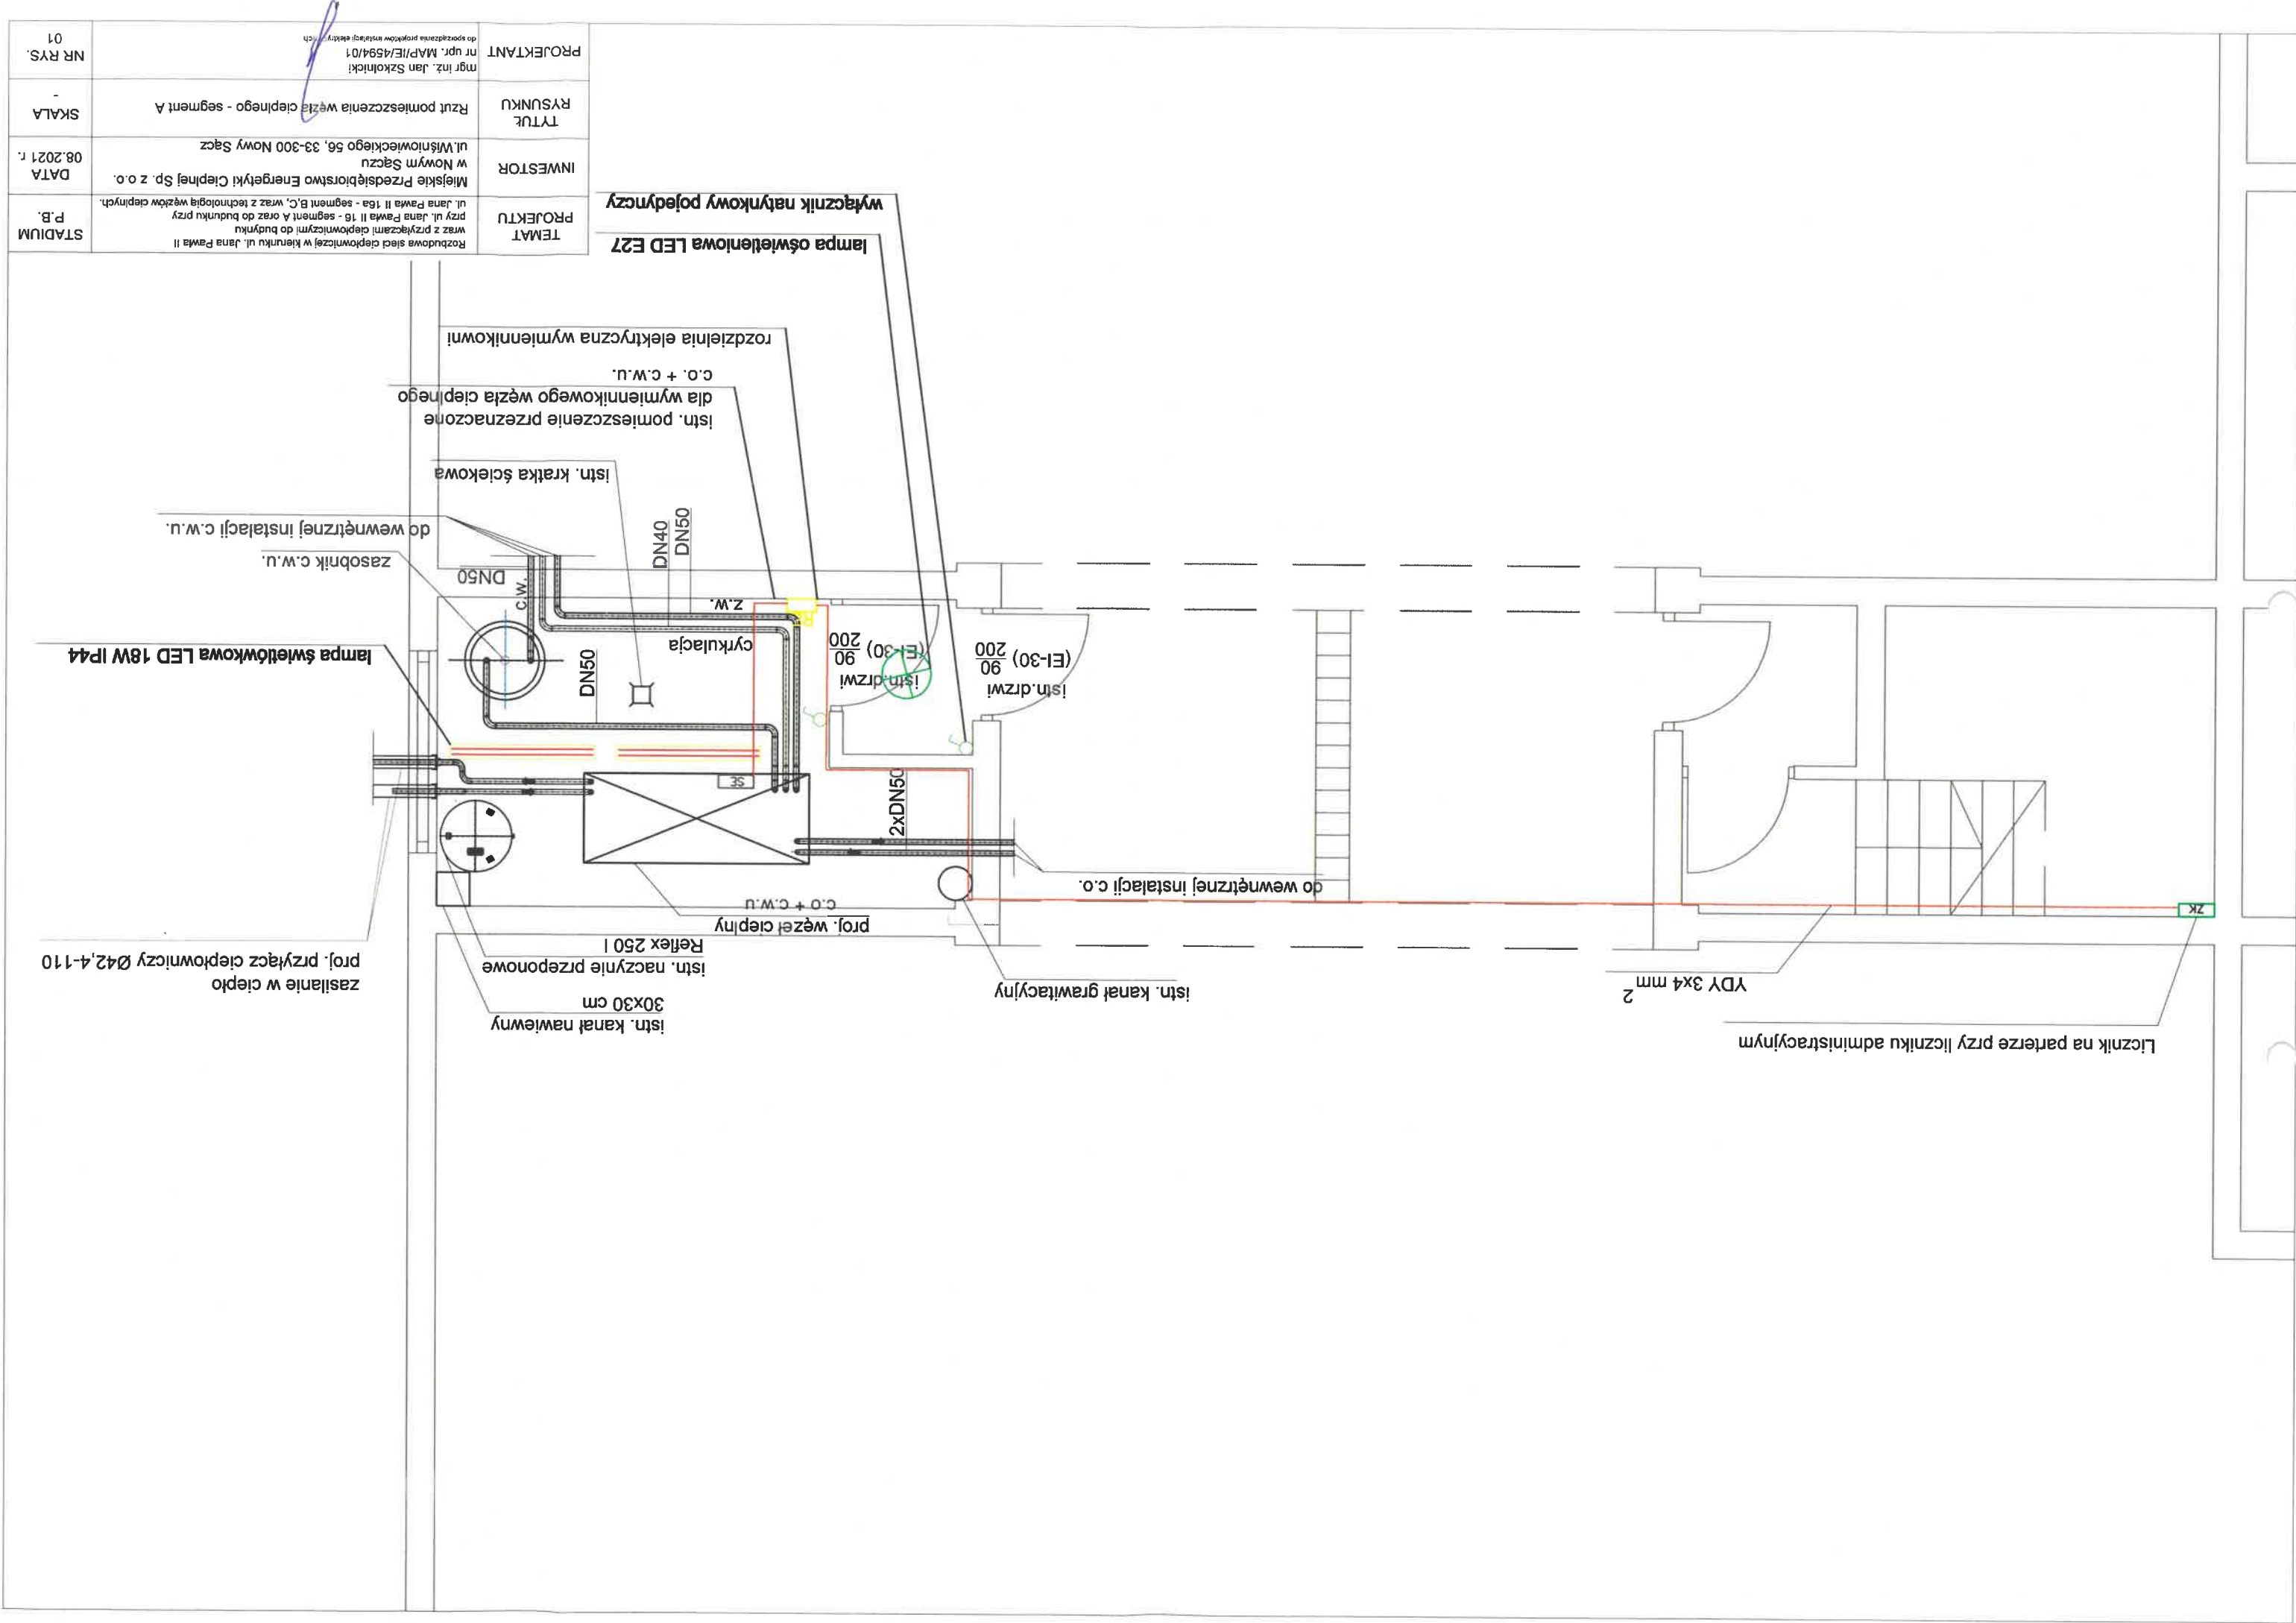 Licznik na parterze przy liczniku administracyjnym
YDY 3x4 mm 2
istn. kanał grawitacyjny
istn. kanał nawiewny
30x30 cm
istn. naczynie przeponowe
Reflex 250 l
proj. węzeł cieplny
c.o + c.w.u
zasilanie w ciepło
proj. przyłącz ciepłowniczy Ø42,4-110
ZK
do wewnętrznej instalacji c.o.
2xDN50
SE
lampa świetlówkowa LED 18W IP44
istn.drzwi
(EI-30) 90
200
istn.drzwi
(EI-30) 90
200
DN50
cyrkulacja
z.w.
c.w.
DN50
zasobnik c.w.u.
do wewnętrznej instalacji c.w.u.
DN40
DN50
istn. kratka ściekowa
istn. pomieszczenie przeznaczone
dla wymiennikowego węzła cieplnego
c.o. + c.w.u.
rozdzielnia elektryczna wymiennikowni
lampa oświetleniowa LED E27
wyłącznik natynkowy pojedynczy
TEMAT
PROJEKTU
Rozbudowa sieci ciepłowniczej w kierunku ul. Jana Pawła II
wraz z przyłączami ciepłowniczymi do budynku
przy ul. Jana Pawła II 16 - segment A oraz do budunku przy
ul. Jana Pawła II 16a - segment B,C, wraz z technologią węzłów cieplnych.
STADIUM
P.B.
INWESTOR
Miejskie Przedsiębiorstwo Energetyki Cieplnej Sp. z o.o.
w Nowym Sączu
ul.Wiśniowieckiego 56, 33-300 Nowy Sącz
DATA
08.2021 r.
TYTUŁ
RYSUNKU
Rzut pomieszczenia węzła cieplnego - segment A
SKALA
-
PROJEKTANT
mgr inż. Jan Szkolnicki
nr upr. MAP/IE/4594/01
do sporządzania projektów instalacji
NR RYS.
01